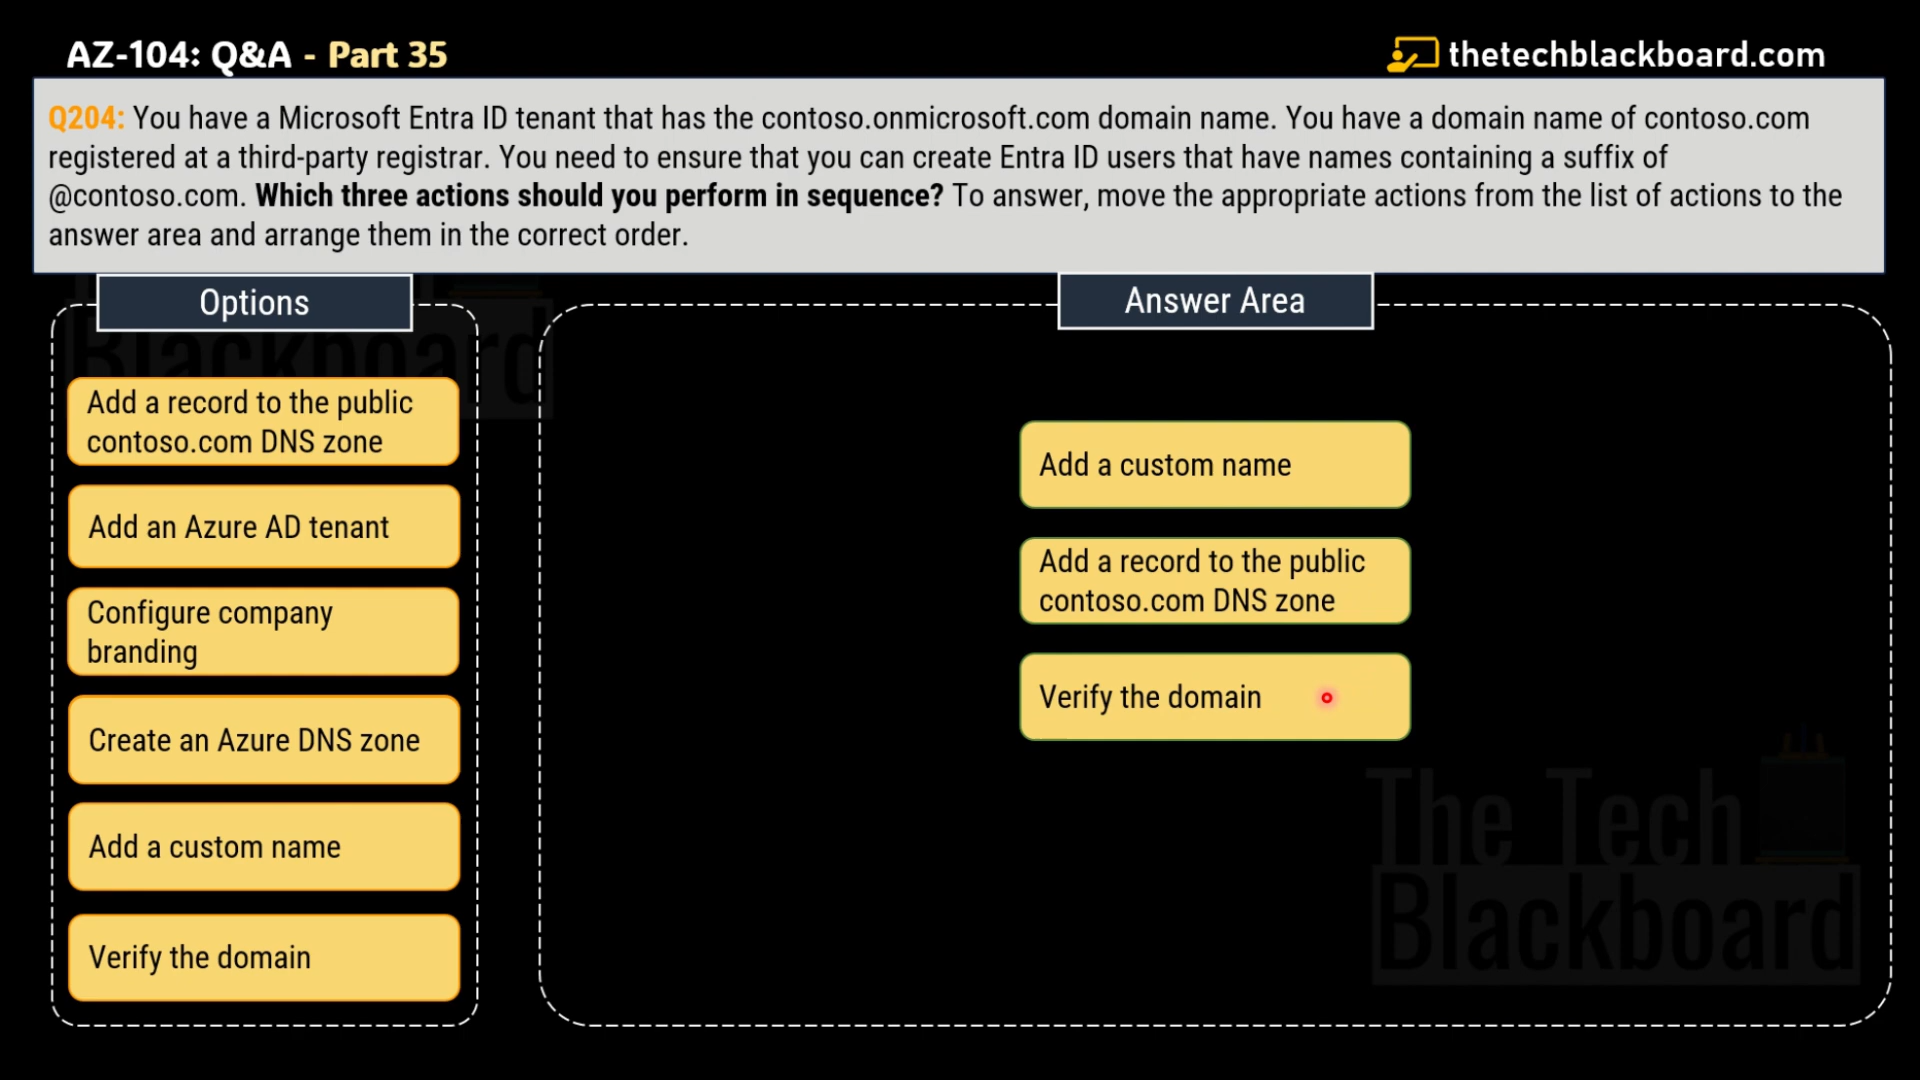 AZ-104: Q&A - Part 35
thetechblackboard.com
Q204: You have a Microsoft Entra ID tenant that has the contoso.onmicrosoft.com domain name. You have a domain name of contoso.com
registered at a third-party registrar. You need to ensure that you can create Entra ID users that have names containing a suffix of
@contoso.com. Which three actions should you perform in sequence? To answer, move the appropriate actions from the list of actions to the
answer area and arrange them in the correct order.
Options
Blackboard
Add a record to the public
contoso.com DNS zone
Add an Azure AD tenant
Configure company
branding
Create an Azure DNS zone
Add a custom name
Verify the domain
Answer Area
Add a custom name
Add a record to the public
contoso.com DNS zone
Verify the domain
The Tech
Blackboard